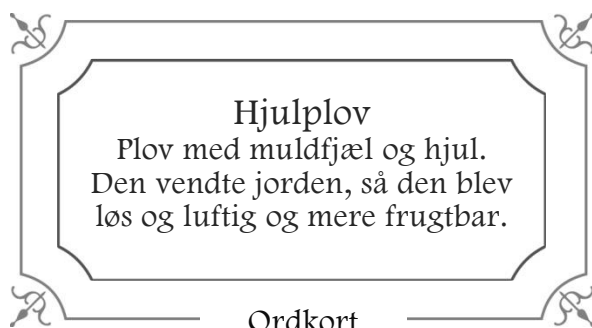 Hjulplov
Plov med muldfjæl og hjul.
Den vendte jorden, så den blev
løs og luftig og mere frugtbar.
Ordkort